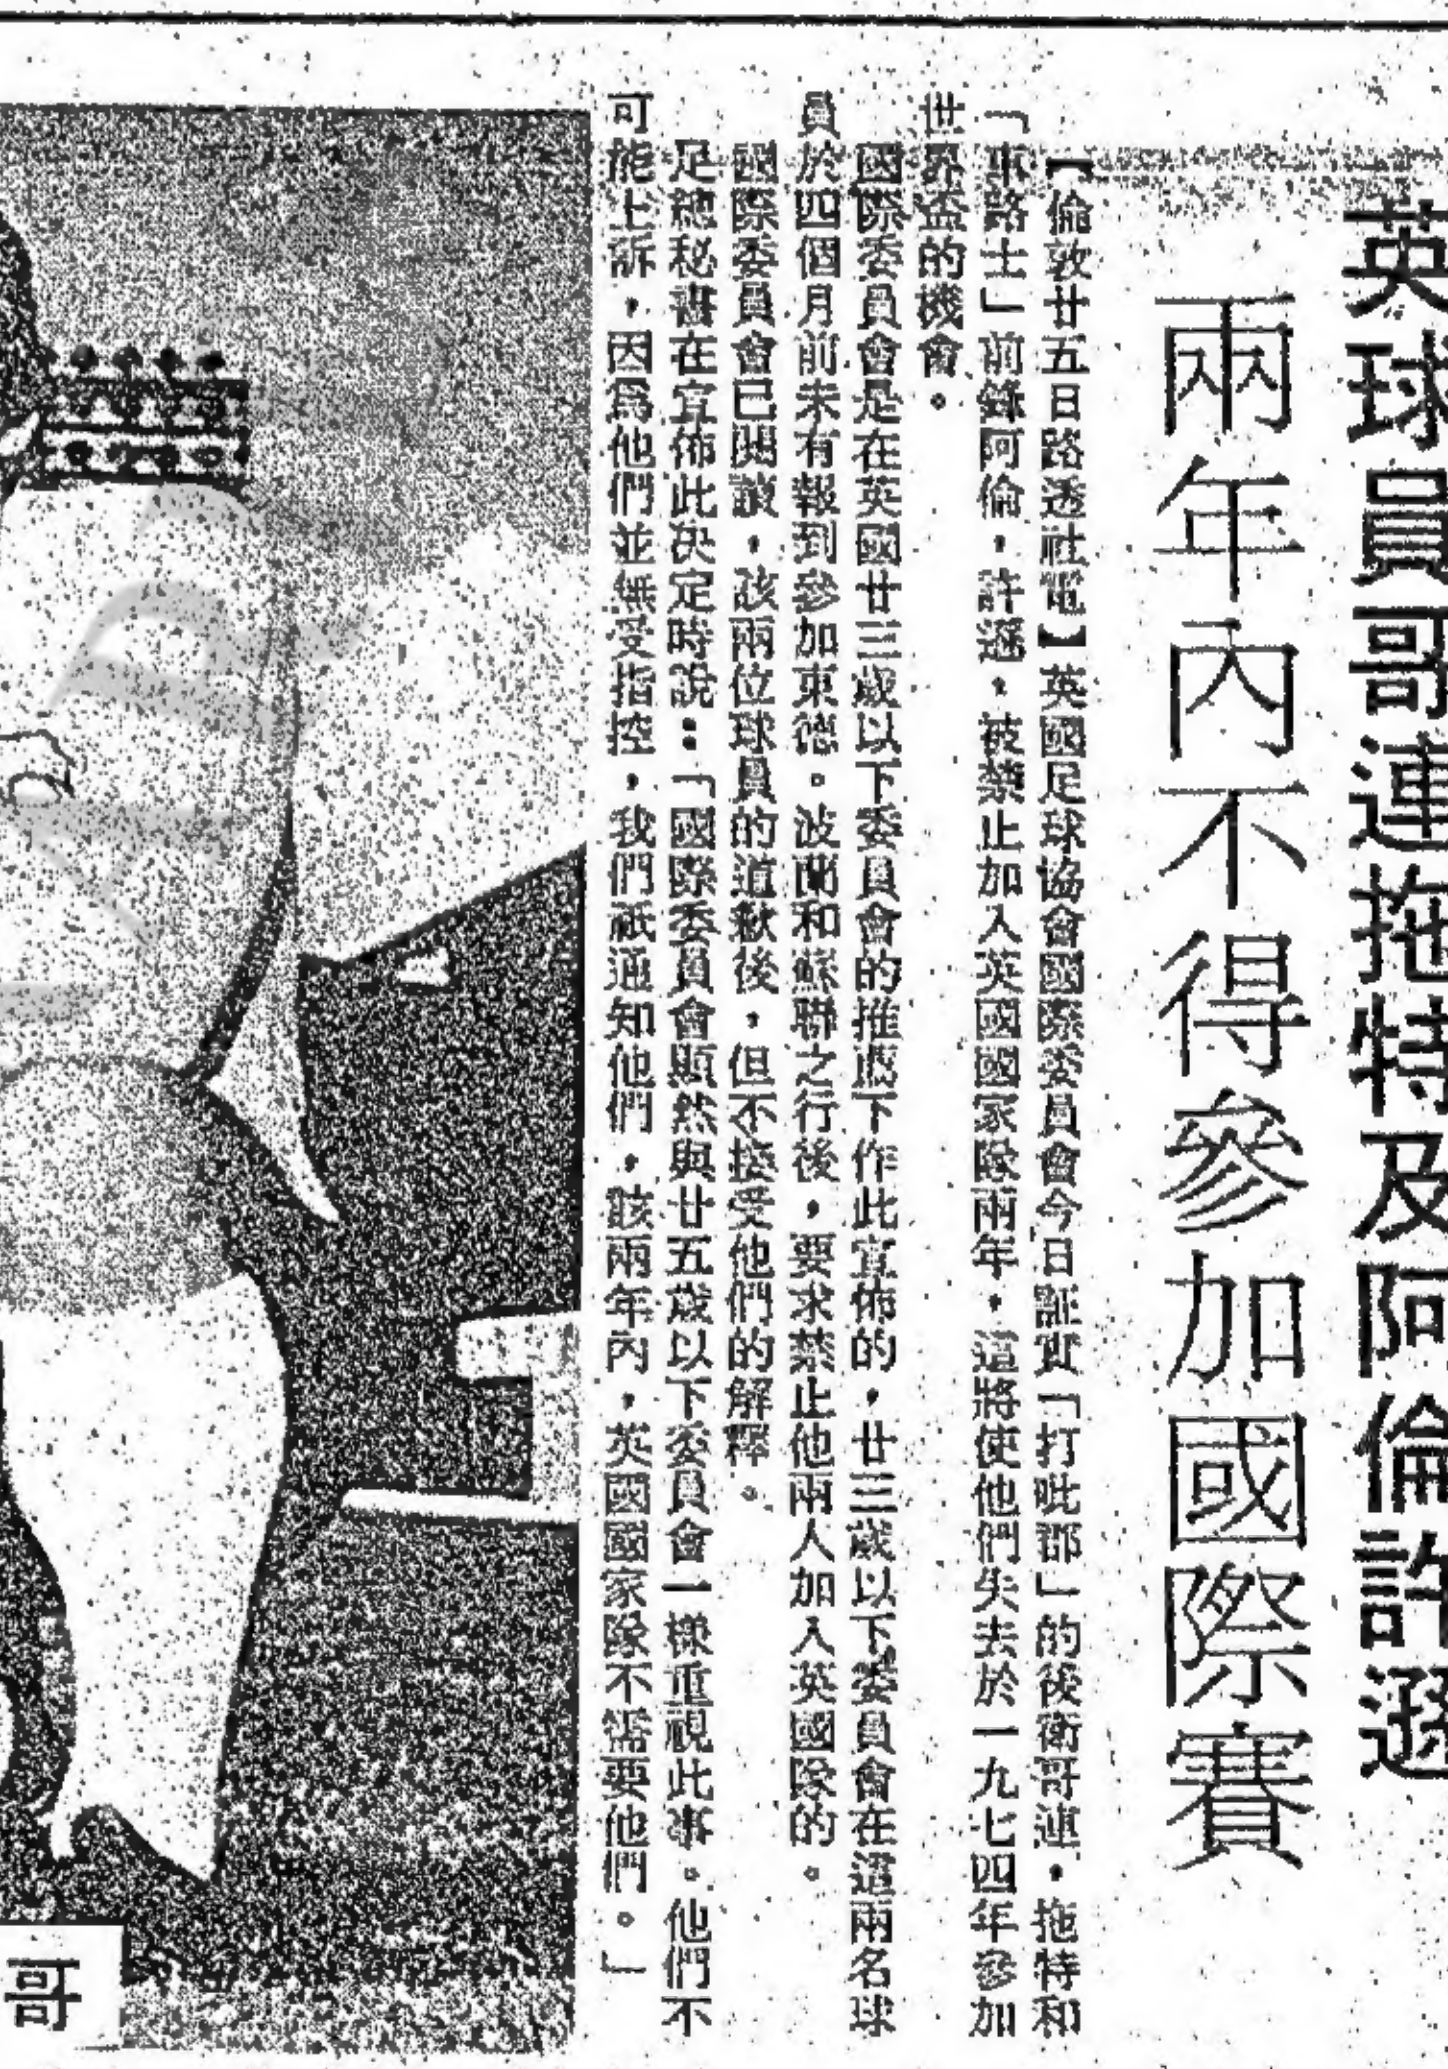 英球員哥連拖特及阿倫許遜
兩年內不得參加國際賽
【倫敦廿五日路透社電】英國足球協會國際委員會今日証實「打吡郡」的後衛哥連・拖特和
「車路士」前鋒阿倫・許遜,被禁止加入英國國家隊兩年,這將使他們失去於一九七四年參加
世界盃的機會。
國際委員會是在英國廿三歲以下委員會的推薦下作此宣佈的,廿三歲以下委員會在這兩名球
員於四個月前未有報到參加東德。波蘭和蘇聯之行後,要求禁止他兩人加入英國隊的。
國際委員會已閱讀,該兩位球員的道歉後,但不接受他們的解釋。
足總秘書在宣佈此決定時說:「國際委員會顯然與廿五歲以下委員會一樣重視此事。他們不
可能上訴,因為他們並無受指控,我們祇通知他們,該兩年內,英國國家隊不需要他們。」
哥